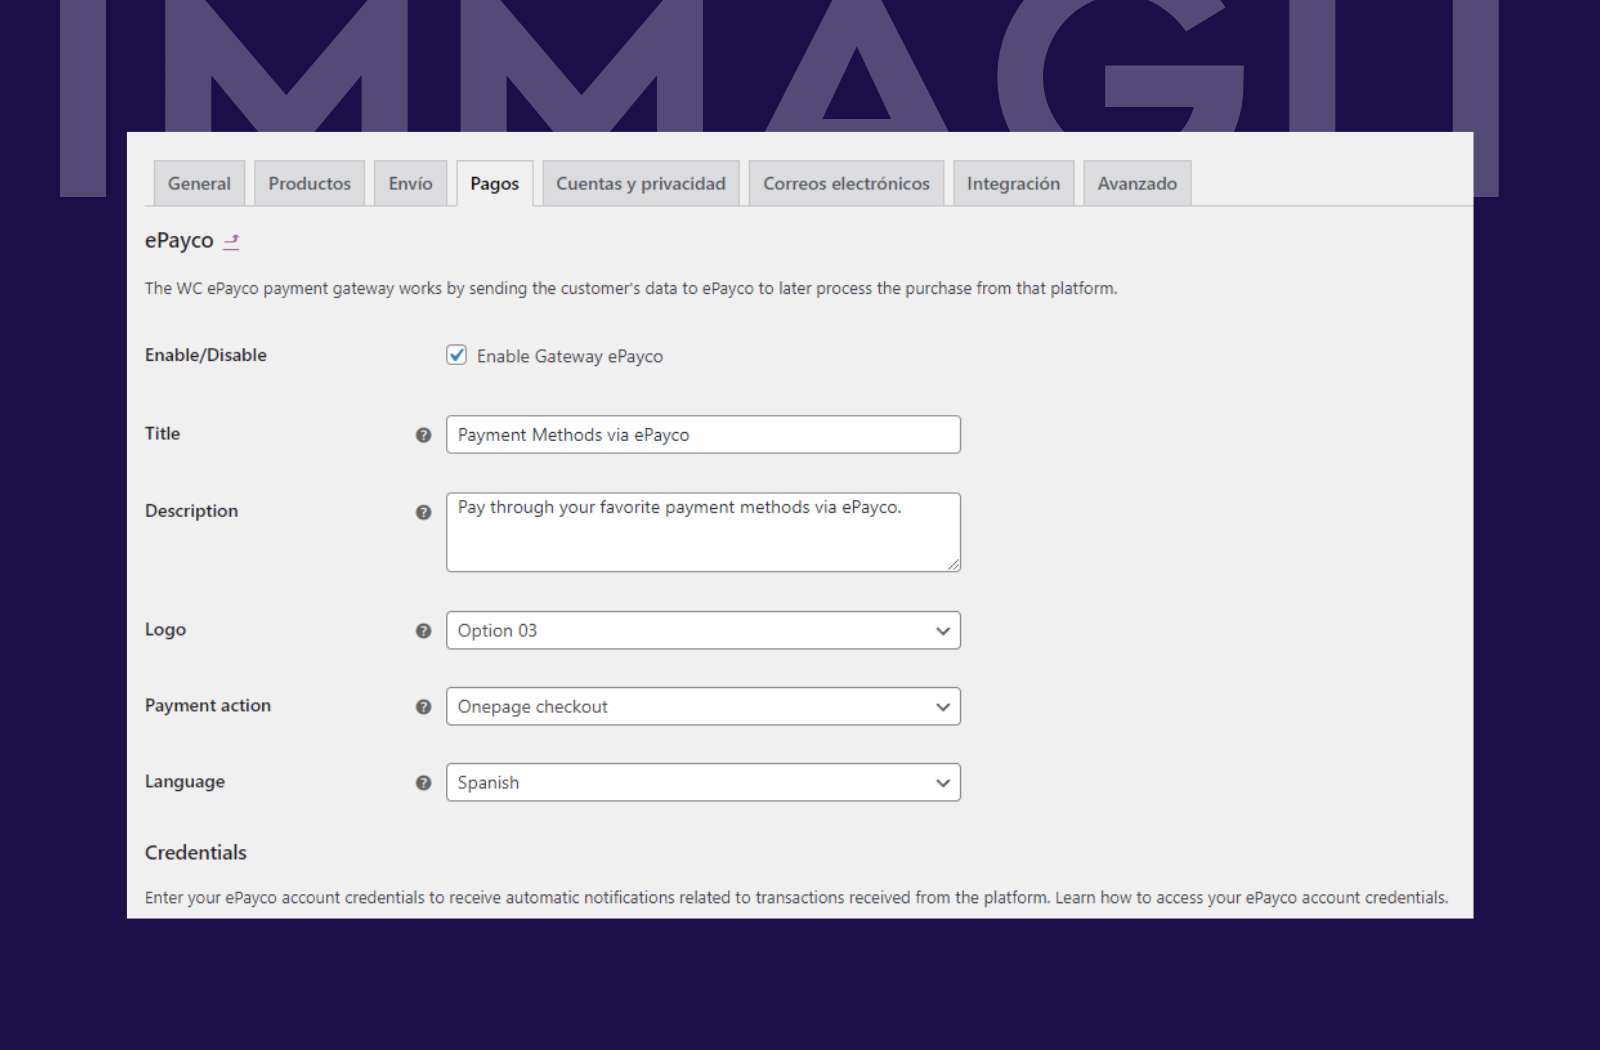 IMMAGU
General Productos Envío Pagos Cuentas y privacidad Correos electrónicos Integración Avanzado
ePayco
The WC ePayco payment gateway works by sending the customer's data to ePayco to later process the purchase from that platform.
Enable/Disable Enable Gateway ePayco
Title Payment Methods via ePayco
Description Pay through your favorite payment methods via ePayco.
Logo Option 03
Payment action Onepage checkout
Language Spanish
Credentials
Enter your ePayco account credentials to receive automatic notifications related to transactions received from the platform. Learn how to access your ePayco account credentials.